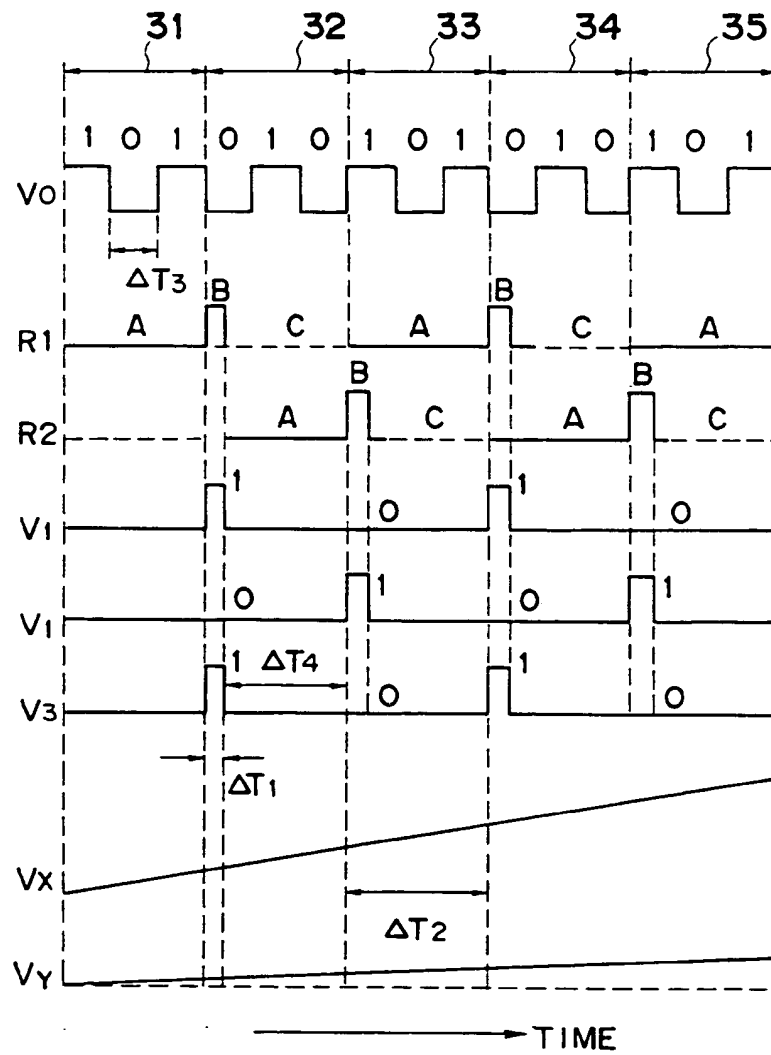 31 32 33 34 35
1 0 1 0 1 0 1 0 1 0 1 0 1 0 1
V0
ΔT3
B B
R1 A C A C A
B B
R2 A C A C
V1 1 0 1 0
V1 0 1 0 1
V3 1 ΔT4 0 1 0
ΔT1
VX
ΔT2
VY
TIME